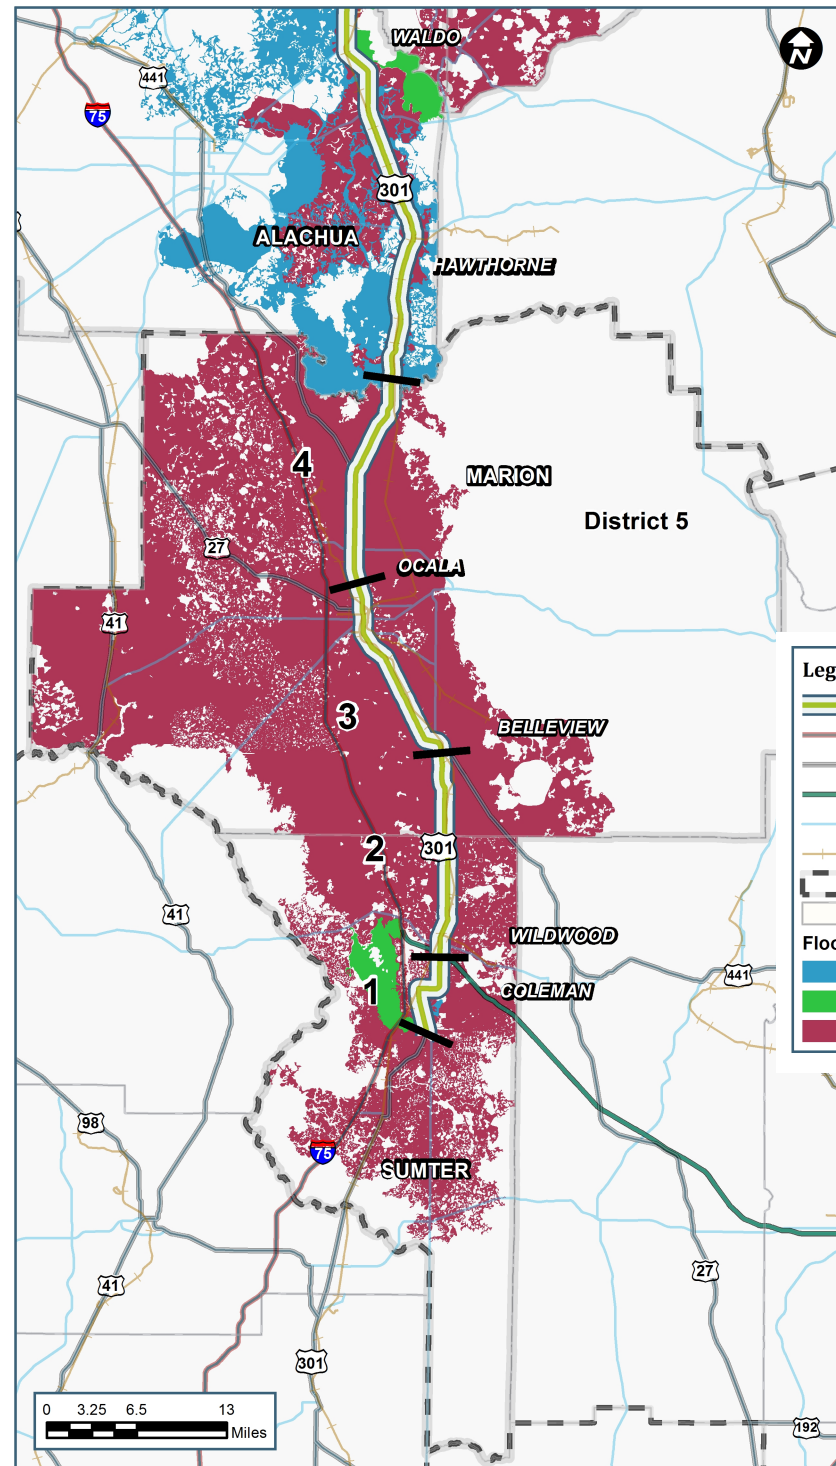 WALDO
N
441
75
301
ALACHUA
HAWTHORNE
4
MARION
District 5
27
OCALA
41
Leg
3
BELLEVIEW
2
301
41
WILDWOOD
Floo
441
1
COLEMAN
98
75
SUMTER
41
27
301
0 3.25 6.5 13
Miles
192